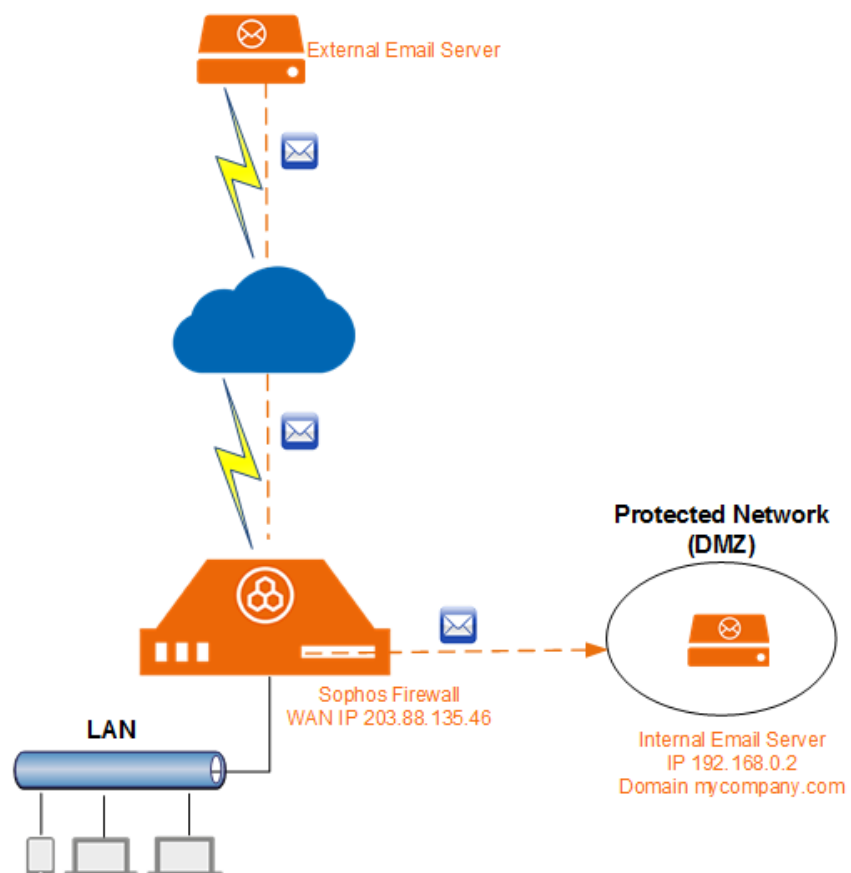 External Email Server
Protected Network
(DMZ)
Sophos Firewall
WAN IP 203.88.135.46
LAN
Internal Email Server
IP 192.168.0.2
Domain mycompany.com